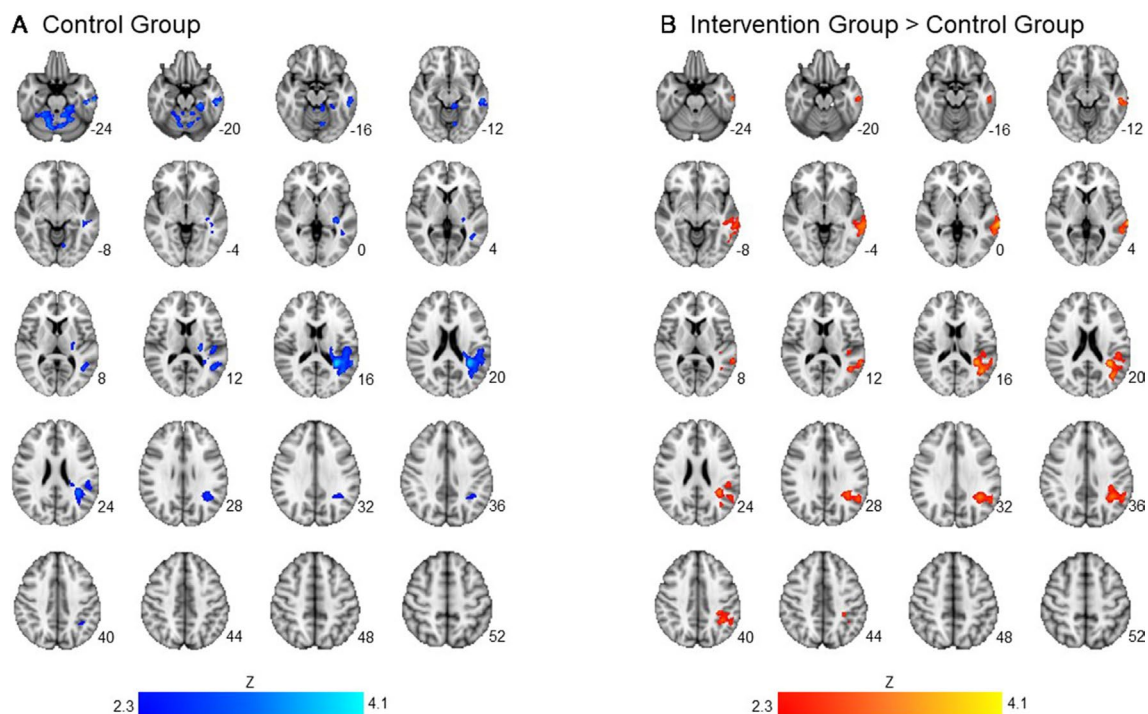 A Control Group
-24 -20 -16 -12
-8 -4 0 4
8 12 16 20
24 28 32 36
40 44 48 52
Z
2.3 4.1
B Intervention Group > Control Group
-24 -20 -16 -12
-8 -4 0 4
8 12 16 20
24 28 32 36
40 44 48 52
Z
2.3 4.1